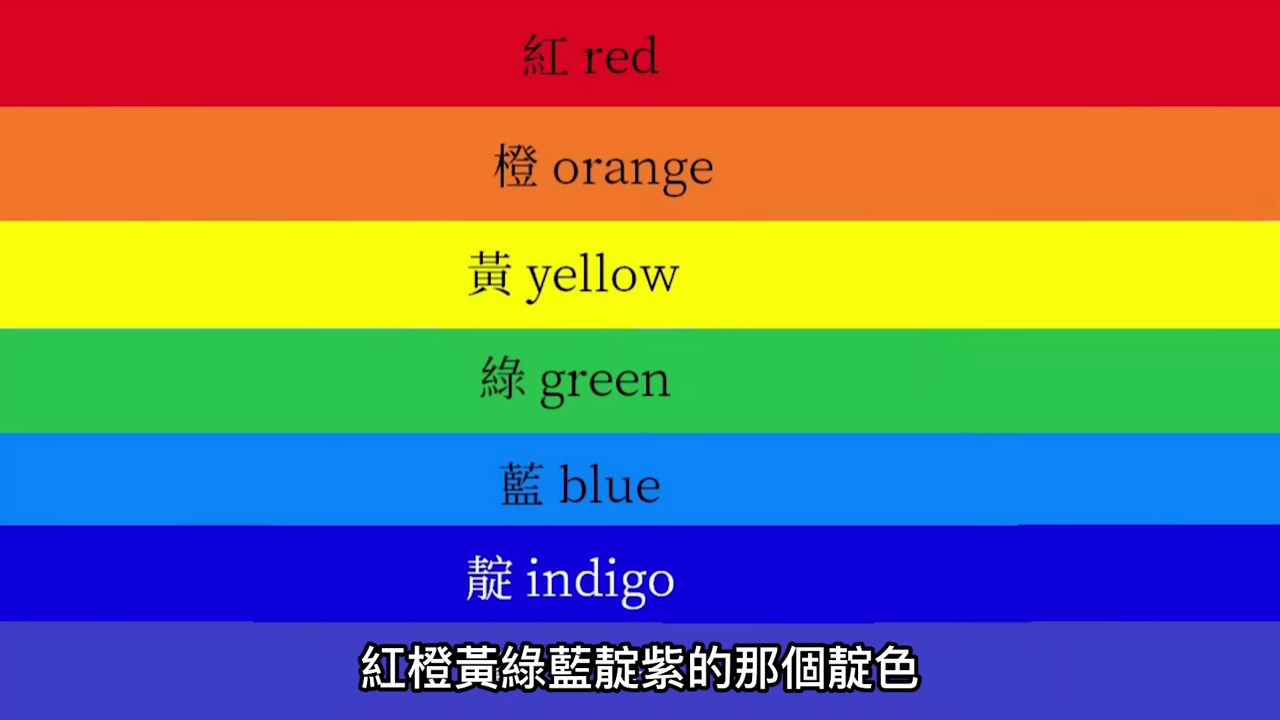 紅 red
橙 orange
黃 yellow
綠 green
藍 blue
靛 indigo
紅橙黃綠藍靛紫的那個靛色